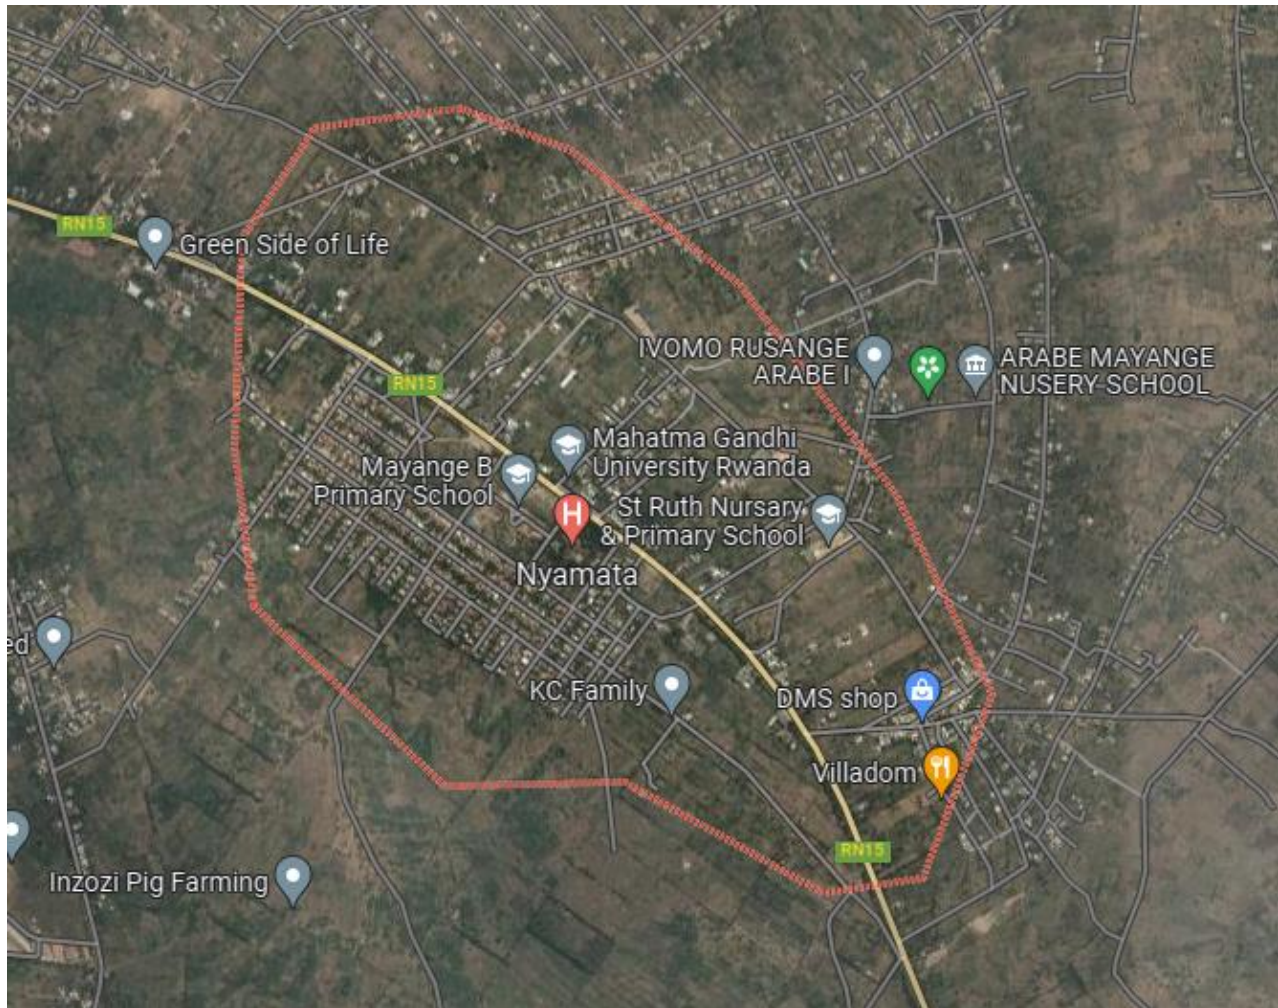 RN15
Green Side of Life
IVOMO RUSANGE
ARABE I
ARABE MAYANGE
NUSERY SCHOOL
RN15
Mahatma Gandhi
University Rwanda
Mayange B
Primary School
H
St Ruth Nursary
& Primary School
Nyamata
ed
KC Family
DMS shop
Villadom
RN15
Inzozi Pig Farming